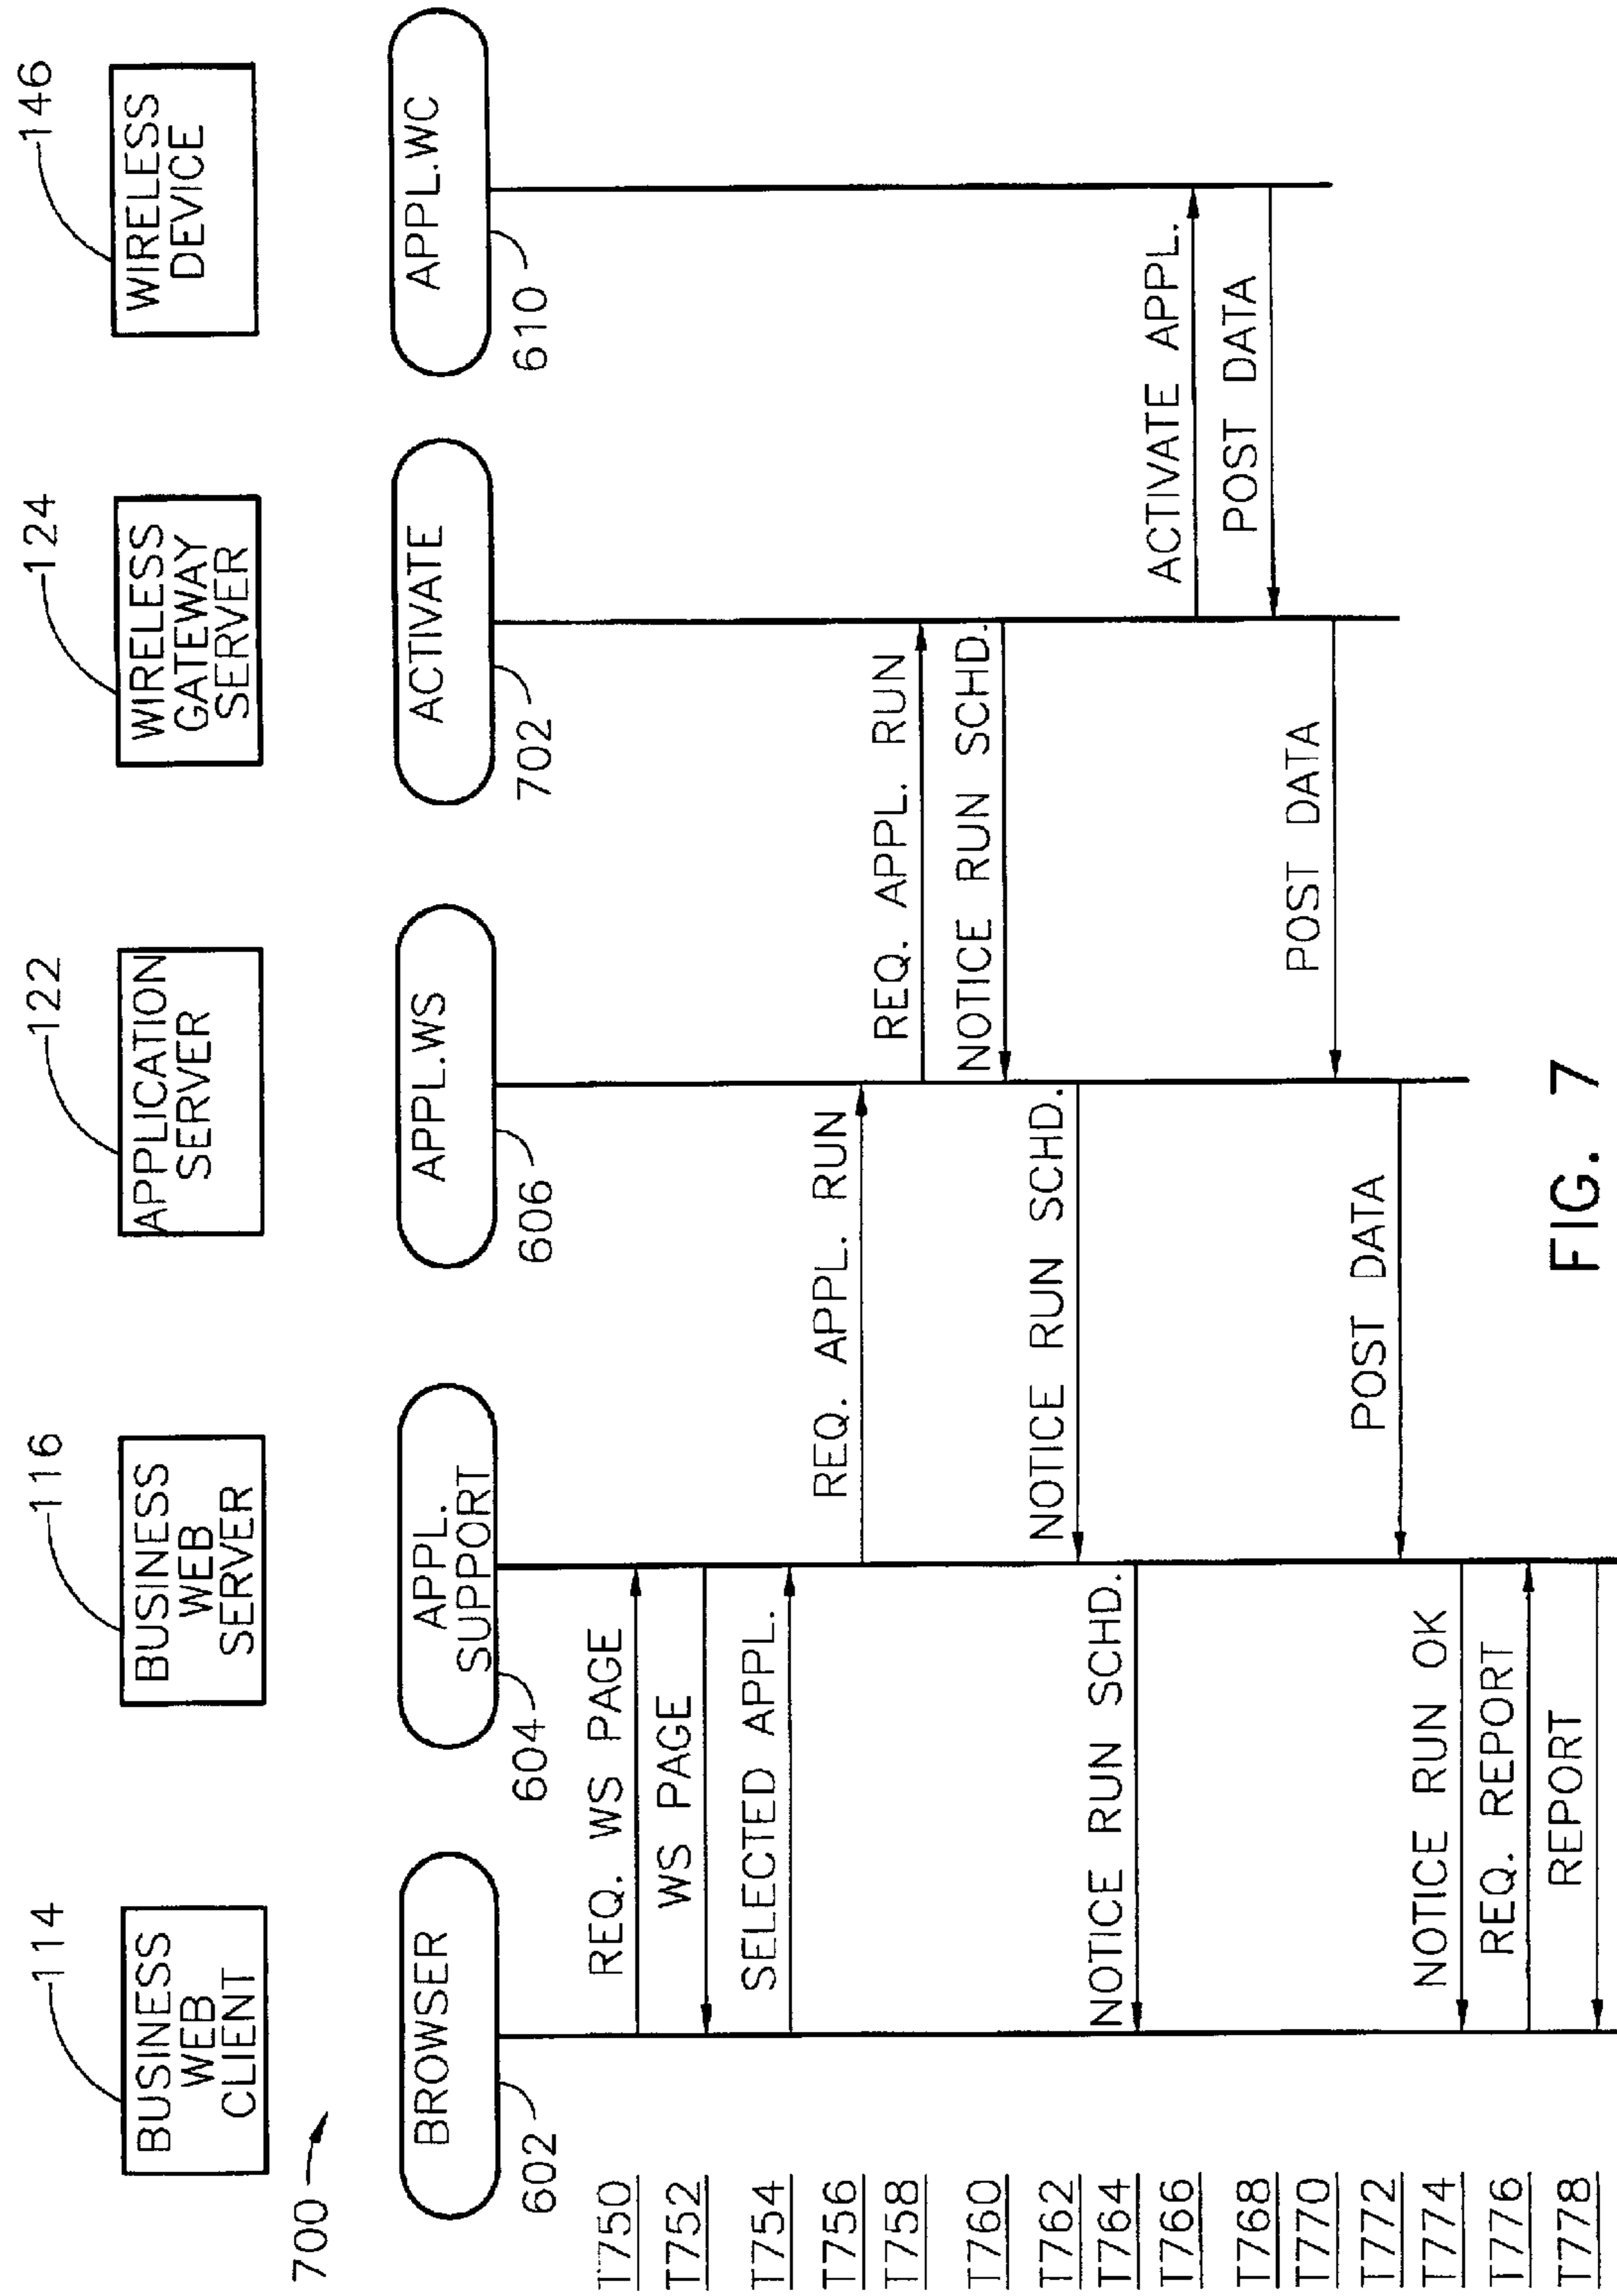 114
BUSINESS
WEB
CLIENT
116
BUSINESS
WEB
SERVER
122
APPLICATION
SERVER
124
WIRELESS
GATEWAY
SERVER
146
WIRELESS
DEVICE
700
BROWSER
602
APPL.
SUPPORT
604
APPL.WS
606
ACTIVATE
702
APPL.WC
610
T750
REQ. WS PAGE
T752
WS PAGE
T754
SELECTED APPL.
T756
REQ. APPL. RUN
T758
REQ. APPL. RUN
T760
NOTICE RUN SCHD.
T762
NOTICE RUN SCHD.
T764
NOTICE RUN SCHD.
T766
ACTIVATE APPL.
T768
POST DATA
T770
POST DATA
T772
POST DATA
T774
NOTICE RUN OK
T776
REQ. REPORT
T778
REPORT
FIG. 7